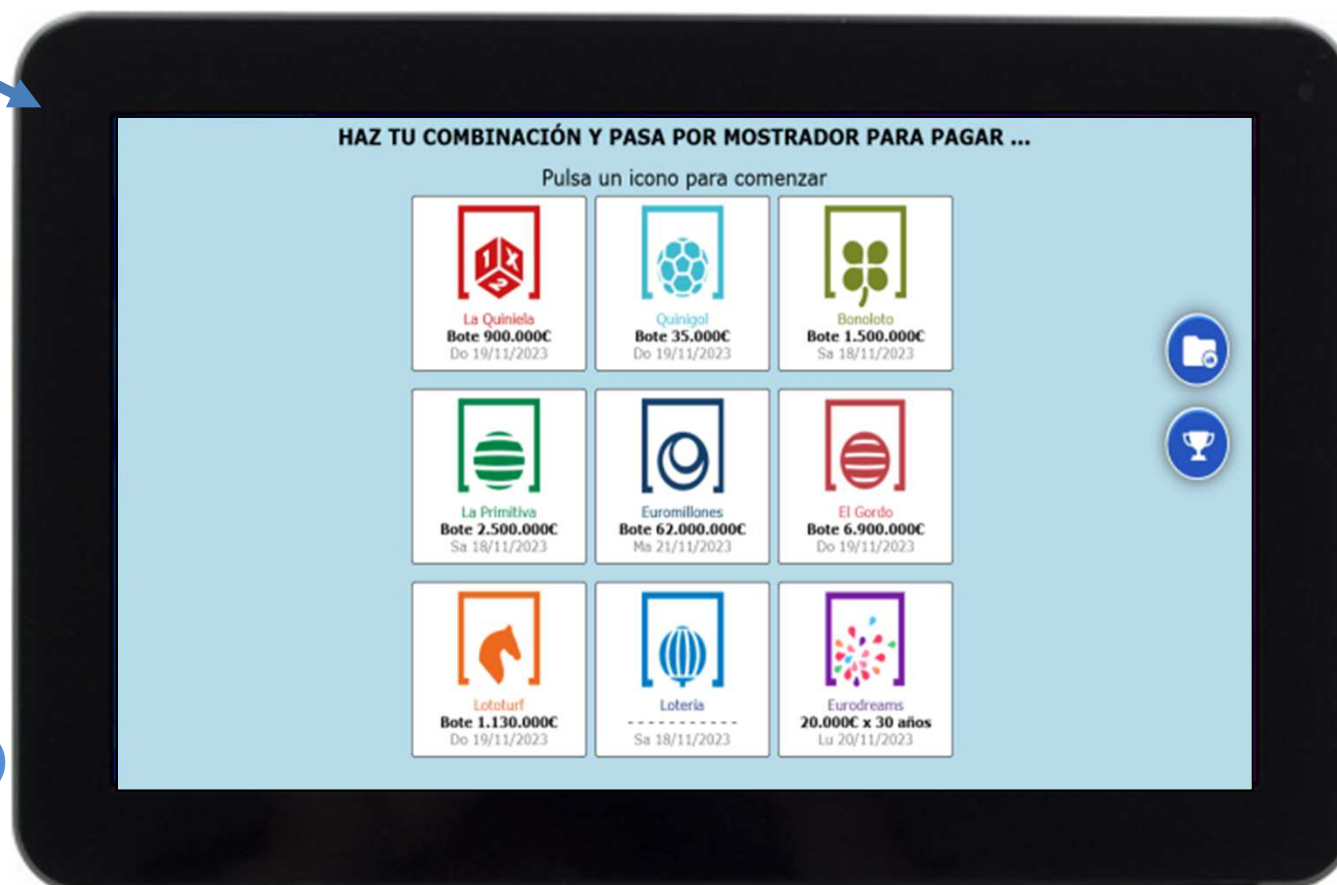 HAZ TU COMBINACIÓN Y PASA POR MOSTRADOR PARA PAGAR ...
Pulsa un icono para comenzar
1 X 2
La Quiniela
Bote 900.000€
Do 19/11/2023
Quinigol
Bote 35.000€
Do 19/11/2023
Bonoloto
Bote 1.500.000€
Sa 18/11/2023
La Primitiva
Bote 2.500.000€
Sa 18/11/2023
Euromillones
Bote 62.000.000€
Ma 21/11/2023
El Gordo
Bote 6.900.000€
Do 19/11/2023
Lototurf
Bote 1.130.000€
Do 19/11/2023
Lotería
-----------
Sa 18/11/2023
Eurodreams
20.000€ x 30 años
Lu 20/11/2023